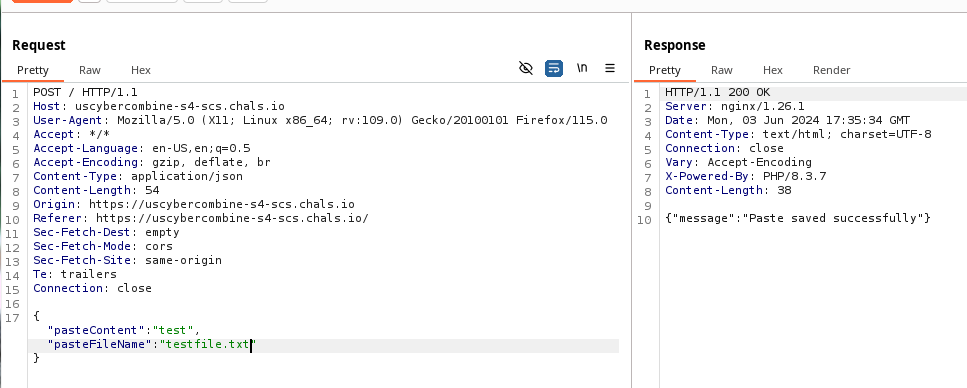 Request
Pretty Raw Hex
\n
1 POST / HTTP/1.1
2 Host: uscybercombine-s4-scs.chals.io
3 User-Agent: Mozilla/5.0 (X11; Linux x86_64; rv:109.0) Gecko/20100101 Firefox/115.0
4 Accept: */*
5 Accept-Language: en-US,en;q=0.5
6 Accept-Encoding: gzip, deflate, br
7 Content-Type: application/json
8 Content-Length: 54
9 Origin: https://uscybercombine-s4-scs.chals.io
10 Referer: https://uscybercombine-s4-scs.chals.io/
11 Sec-Fetch-Dest: empty
12 Sec-Fetch-Mode: cors
13 Sec-Fetch-Site: same-origin
14 Te: trailers
15 Connection: close
16
17 {
"pasteContent":"test",
"pasteFileName":"testfile.txt"
}
Response
Pretty Raw Hex Render
1 HTTP/1.1 200 OK
2 Server: nginx/1.26.1
3 Date: Mon, 03 Jun 2024 17:35:34 GMT
4 Content-Type: text/html; charset=UTF-8
5 Connection: close
6 Vary: Accept-Encoding
7 X-Powered-By: PHP/8.3.7
8 Content-Length: 38
9
10 {"message":"Paste saved successfully"}